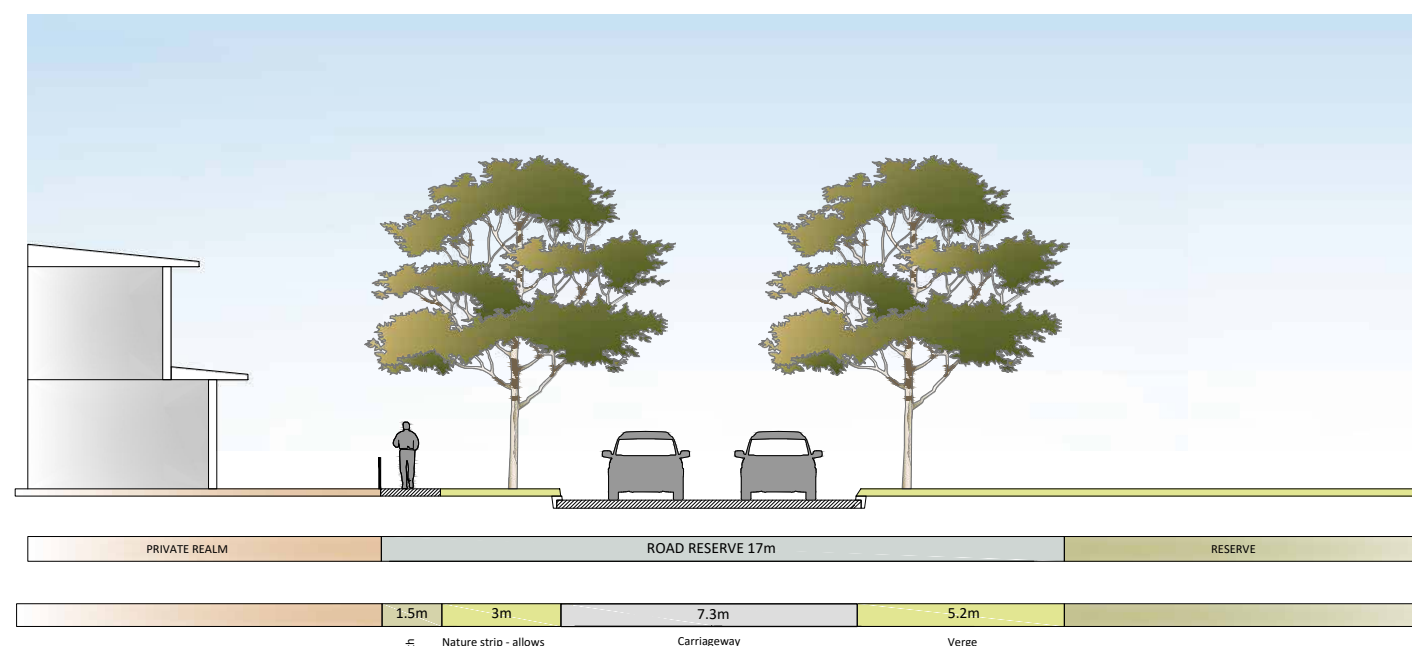 PRIVATE REALM ROAD RESERVE 17m RESERVE
1.5m 3m 7.3m 5.2m
Nature strip - allows Carriageway Verge